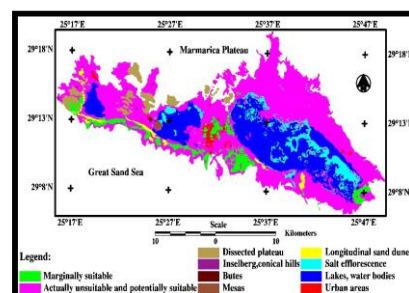 25°17'E 25°27'E 25°37'E 25°47'E
29°18'N Marmarica Plateau 29°18'N
29°13'N 29°13'N
Great Sand Sea
29°8'N 29°8'N
25°17'E 25°27'E 25°37'E 25°47'E
Scale
10 0 10 Kilometers
Legend:
Dissected plateau
Longitudinal sand dune
Inselberg,conical hills
Salt efflorescence
Marginally suitable
Butes
Lakes, water bodies
Actually unsuitable and potentially suitable
Mesas
Urban areas